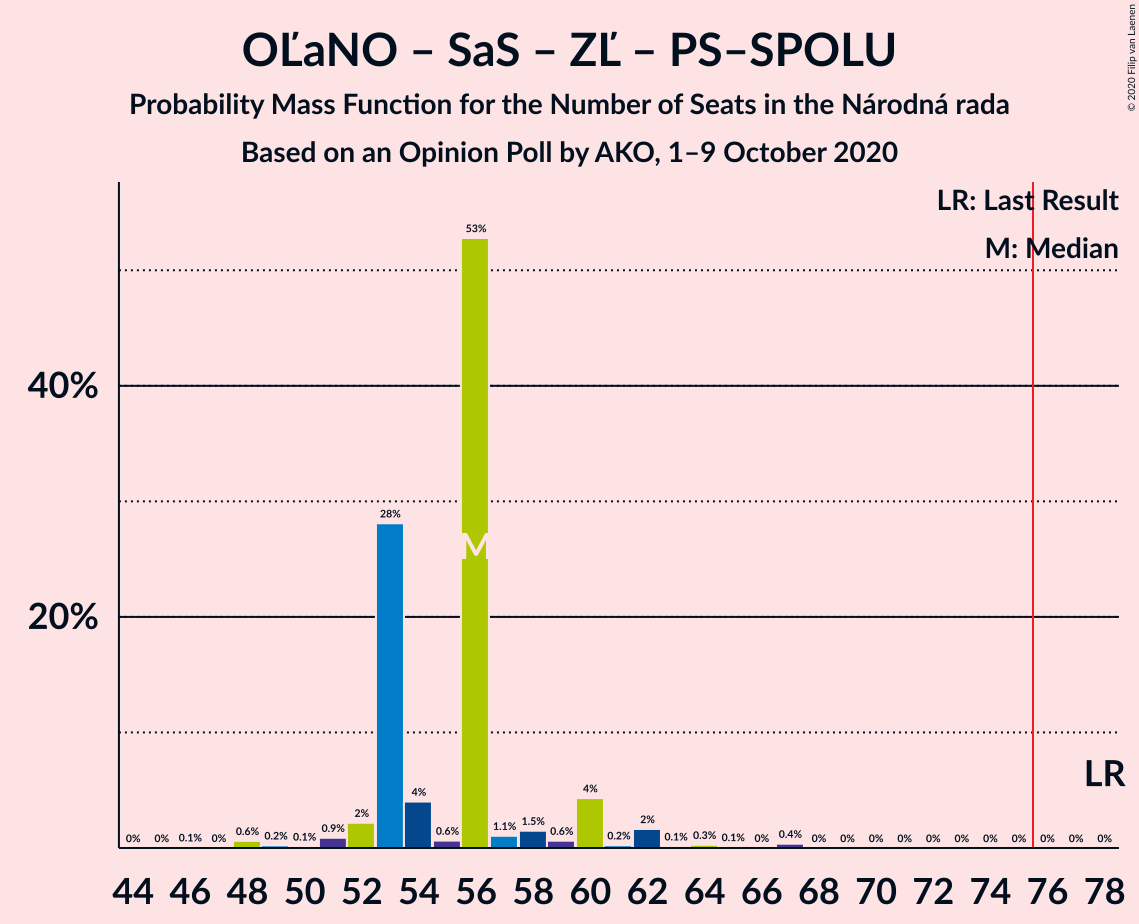 OĽaNO – SaS – ZĽ – PS–SPOLU
Probability Mass Function for the Number of Seats in the Národná rada
Based on an Opinion Poll by AKO, 1–9 October 2020
© 2020 Filip van Laenen
LR: Last Result
M: Median
53%
40%
28%
M
20%
LR
0% 0% 0.1% 0% 0.6% 0.2% 0.1% 0.9% 2% 4% 0.6% 1.1% 1.5% 0.6% 4% 0.2% 2% 0.1% 0.3% 0.1% 0% 0.4% 0% 0% 0% 0% 0% 0% 0% 0% 0% 0% 0%
44 46 48 50 52 54 56 58 60 62 64 66 68 70 72 74 76 78